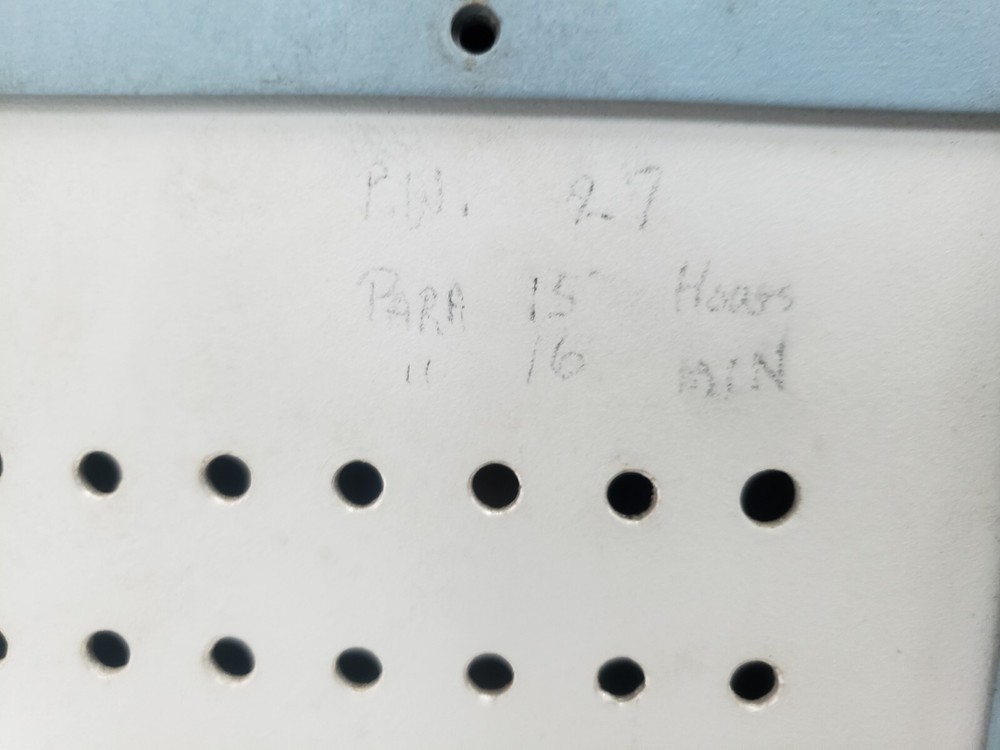 P.W. 27
PARA 15 Hours
" 16 MIN